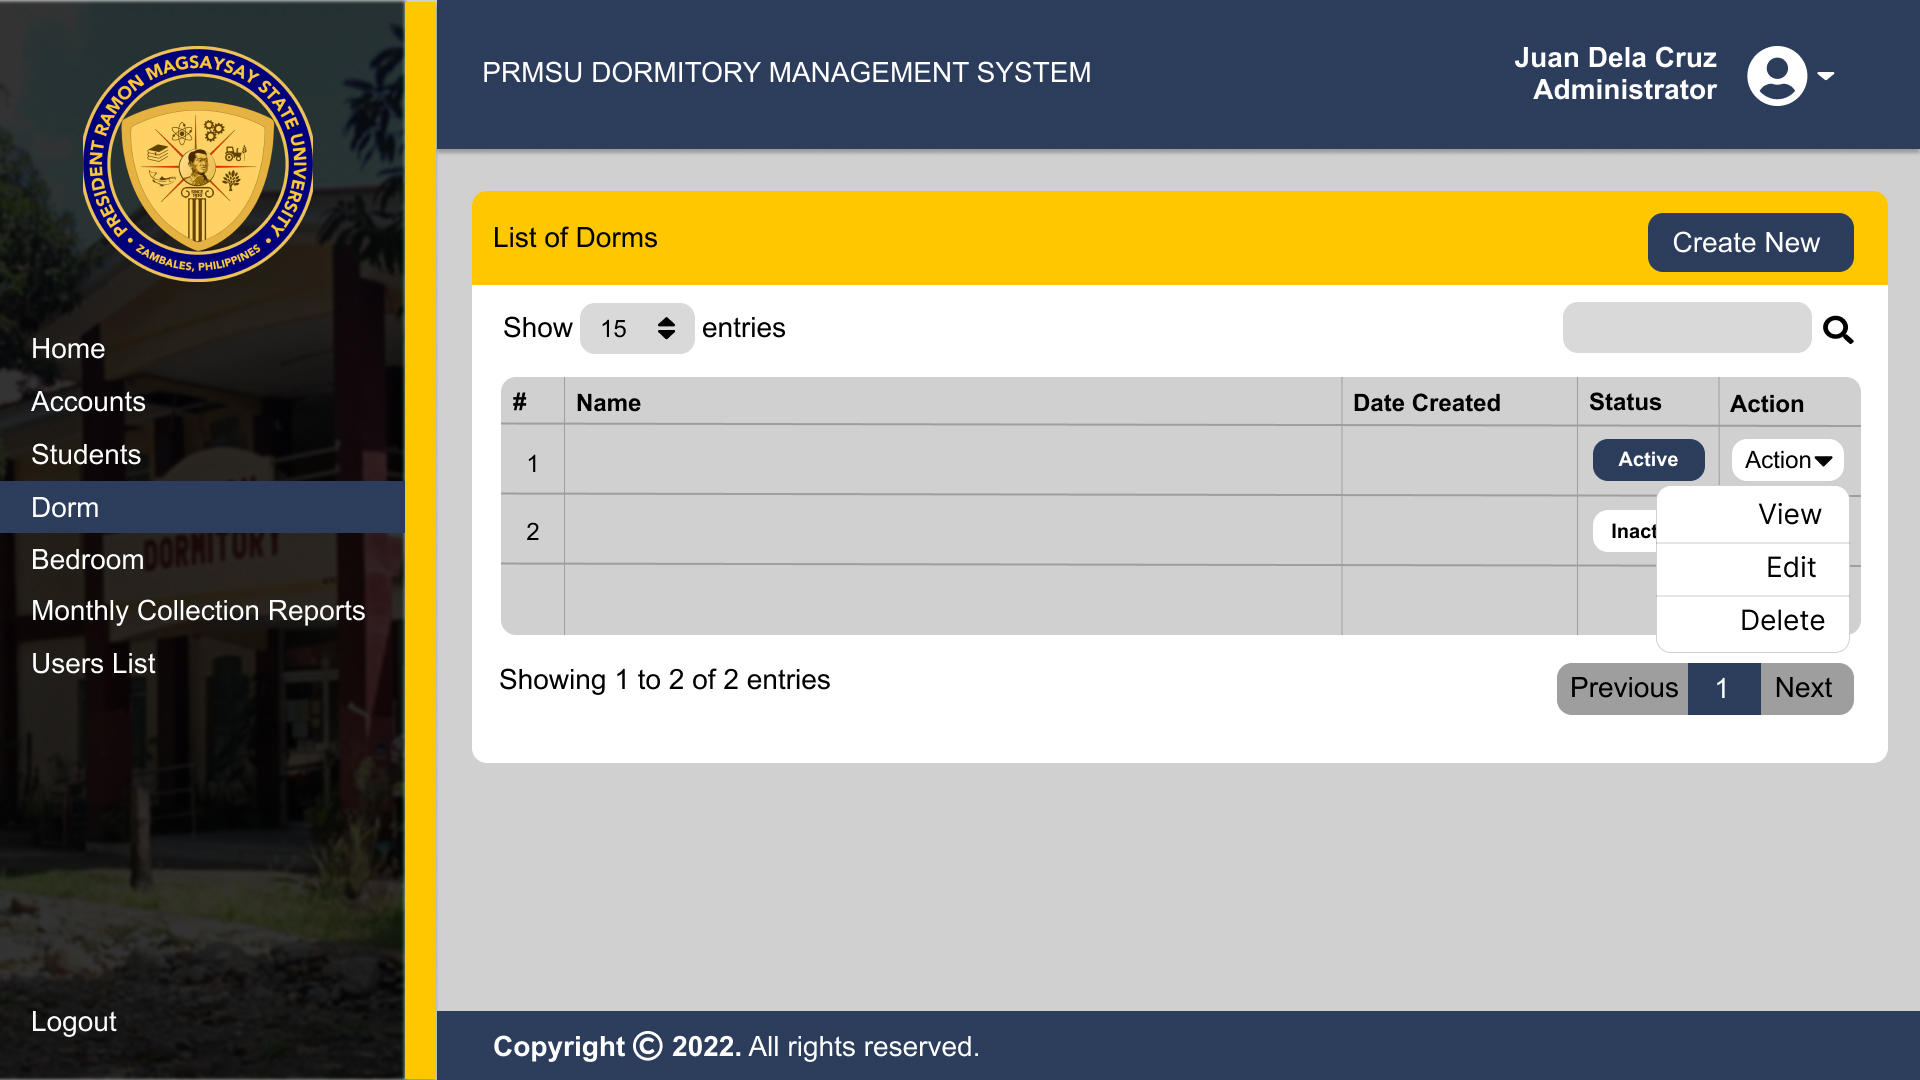 PRESIDENT RAMON MAGSAYSAY STATE UNIVERSITY
ZAMBALES, PHILIPPINES
Home
Accounts
Students
Dorm
DORMITORY
Bedroom
Monthly Collection Reports
Users List
Logout
PRMSU DORMITORY MANAGEMENT SYSTEM
Juan Dela Cruz
Administrator
List of Dorms
Create New
Show 15 entries
# Name Date Created Status Action
1 Active Action
2 Inact
View
Edit
Delete
Showing 1 to 2 of 2 entries
Previous 1 Next
Copyright © 2022. All rights reserved.